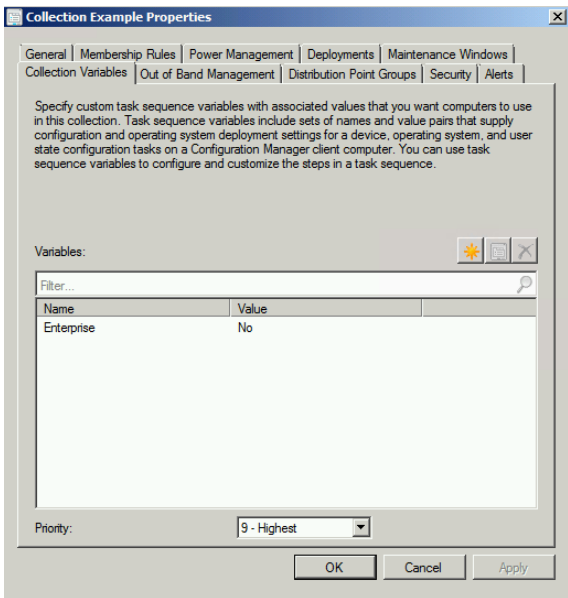 Collection Example Properties
General Membership Rules Power Management Deployments Maintenance Windows
Collection Variables Out of Band Management Distribution Point Groups Security Alerts
Specify custom task sequence variables with associated values that you want computers to use
in this collection. Task sequence variables include sets of names and value pairs that supply
configuration and operating system deployment settings for a device, operating system, and user
state configuration tasks on a Configuration Manager client computer. You can use task
sequence variables to configure and customize the steps in a task sequence.
Variables:
Filter...
Name Value
Enterprise No
Priority: 9 - Highest
OK Cancel Apply